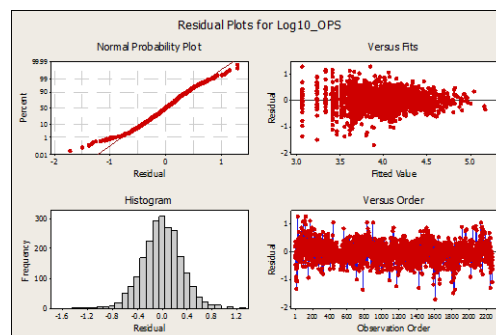 Residual Plots for Log10_OPS
Normal Probability Plot
Versus Fits
99.99
99
90
50
10
1
0.01
Percent
-2
-1
0
1
Residual
1
0
-1
-2
Residual
3.0
3.5
4.0
4.5
5.0
Fitted Value
Histogram
Versus Order
300
200
100
0
Frequency
-1.6
-1.2
-0.8
-0.4
0.0
0.4
0.8
1.2
Residual
1
0
-1
-2
Residual
1 200 400 600 800 1000 1200 1400 1600 1800 2000 2200
Observation Order